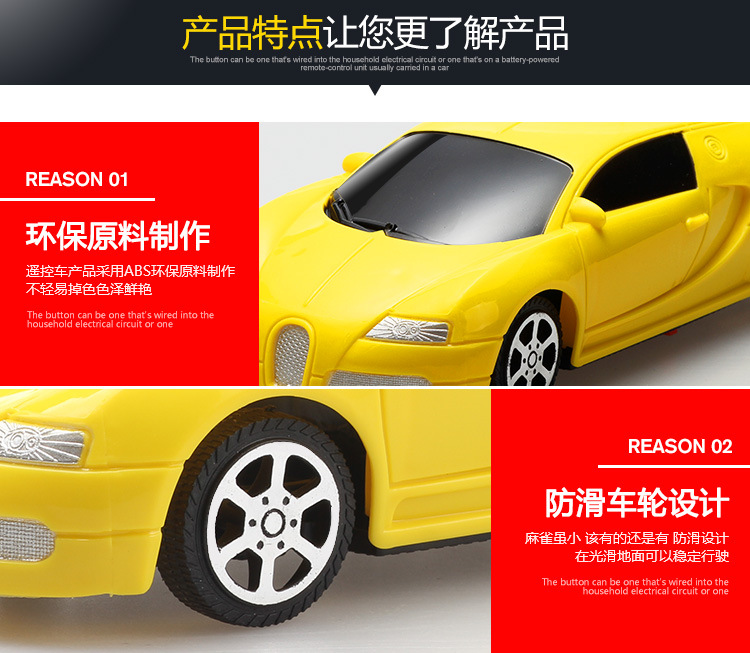 产品特点让您更了解产品
The button can be one that's wired into the household electrical circuit or one that's on a battery-powered
remote-control unit usually carried in a car
REASON 01
环保原料制作
遥控车产品采用ABS环保原料制作
不轻易掉色色泽鲜艳
The button can be one that's wired into the
household electrical circuit or one
REASON 02
防滑车轮设计
麻雀虽小 该有的还是有 防滑设计
在光滑地面可以稳定行驶
The button can be one that's wired into the
household electrical circuit or one